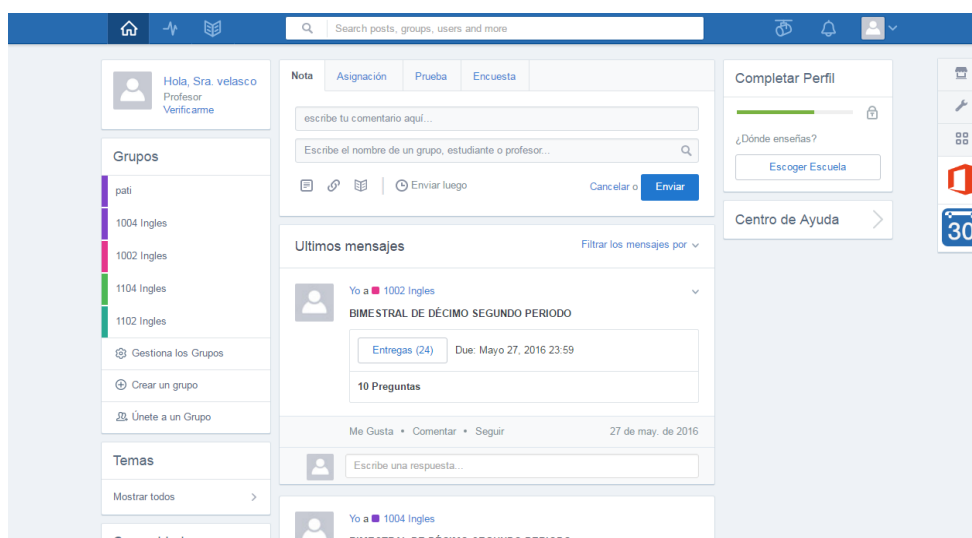 Search posts, groups, users and more
Hola, Sra. velasco
Profesor
Verificarme
Grupos
pati
1004 Ingles
1002 Ingles
1104 Ingles
1102 Ingles
Gestiona los Grupos
Crear un grupo
Únete a un Grupo
Temas
Mostrar todos
Nota Asignación Prueba Encuesta
escribe tu comentario aquí...
Escribe el nombre de un grupo, estudiante o profesor...
Enviar luego
Cancelar o Enviar
Ultimos mensajes
Filtrar los mensajes por
Yo a 1002 Ingles
BIMESTRAL DE DÉCIMO SEGUNDO PERIODO
Entregas (24) Due: Mayo 27, 2016 23:59
10 Preguntas
Me Gusta • Comentar • Seguir 27 de may. de 2016
Escribe una respuesta...
Yo a 1004 Ingles
Completar Perfil
¿Dónde enseñas?
Escoger Escuela
Centro de Ayuda
30